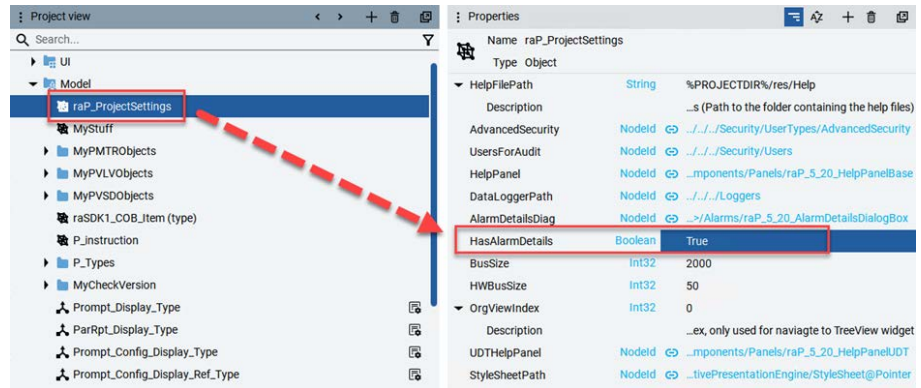 Project view
Search...
UI
Model
raP_ProjectSettings
MyStuff
MyPMTRObjects
MyPVLVObjects
MyPVSDObjects
raSDK1_COB_Item (type)
P_instruction
P_Types
MyCheckVersion
Prompt_Display_Type
ParRpt_Display_Type
Prompt_Config_Display_Type
Prompt_Config_Display_Ref_Type
Properties
Name raP_ProjectSettings
Type Object
HelpFilePath String %PROJECTDIR%/res/Help
Description ...s (Path to the folder containing the help files)
AdvancedSecurity NodeId ../../../Security/UserTypes/AdvancedSecurity
UsersForAudit NodeId ../../../Security/Users
HelpPanel NodeId ...mponents/Panels/raP_5_20_HelpPanelBase
DataLoggerPath NodeId ../../../Loggers
AlarmDetailsDiag NodeId ...>/Alarms/raP_5_20_AlarmDetailsDialogBox
HasAlarmDetails Boolean True
BusSize Int32 2000
HWBusSize Int32 50
OrgViewIndex Int32 0
Description ...ex, only used for naviagte to TreeView widget
UDTHelpPanel NodeId ...mponents/Panels/raP_5_20_HelpPanelUDT
StyleSheetPath NodeId ...tivePresentationEngine/StyleSheet@Pointer